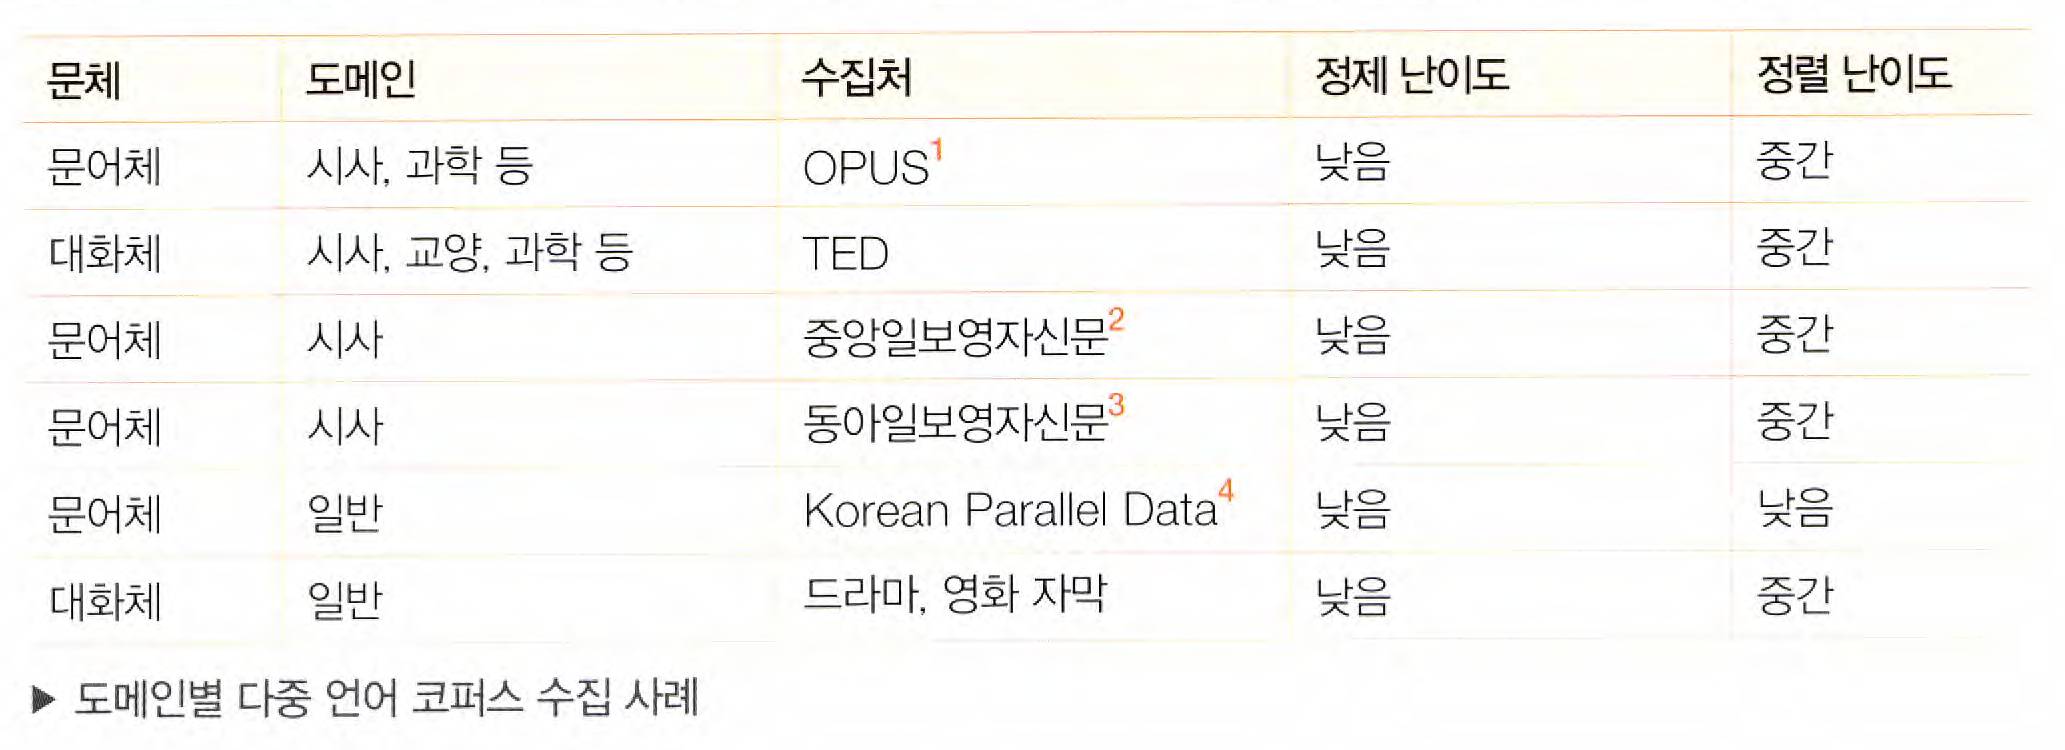 문체 도메인 수집처 정제 난이도 정렬 난이도
문어체 시사, 과학 등 OPUS1 낮음 중간
대화체 시사, 교양, 과학 등 TED 낮음 중간
문어체 시사 중앙일보영자신문2 낮음 중간
문어체 시사 동아일보영자신문3 낮음 중간
문어체 일반 Korean Parallel Data4 낮음 낮음
대화체 일반 드라마, 영화 자막 낮음 중간
▶ 도메인별 다중 언어 코퍼스 수집 사례